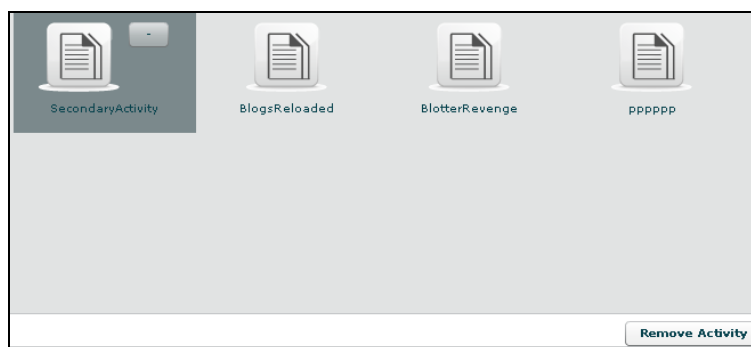 -
SecondaryActivity
BlogsReloaded
BlotterRevenge
pppppp
Remove Activity